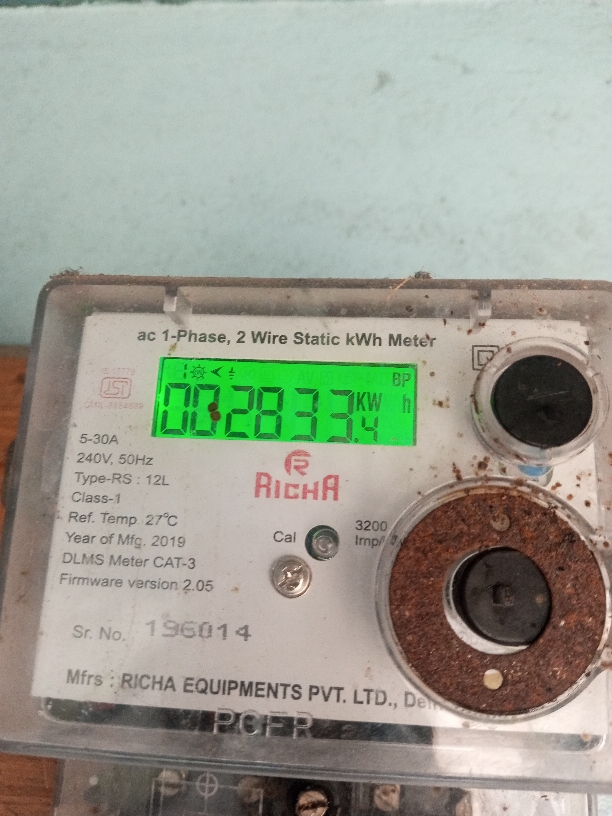 ac 1-Phase, 2 Wire Static kWh Meter
BP
002833.4 KW h
5-30A
240V, 50Hz
Type-RS : 12L
Class-1
Ref. Temp. 27°C
Year of Mfg. 2019
DLMS Meter CAT-3
Firmware version 2.05
RICHA
Cal
3200
Imp/
Sr. No. 196014
Mfrs : RICHA EQUIPMENTS PVT. LTD.,